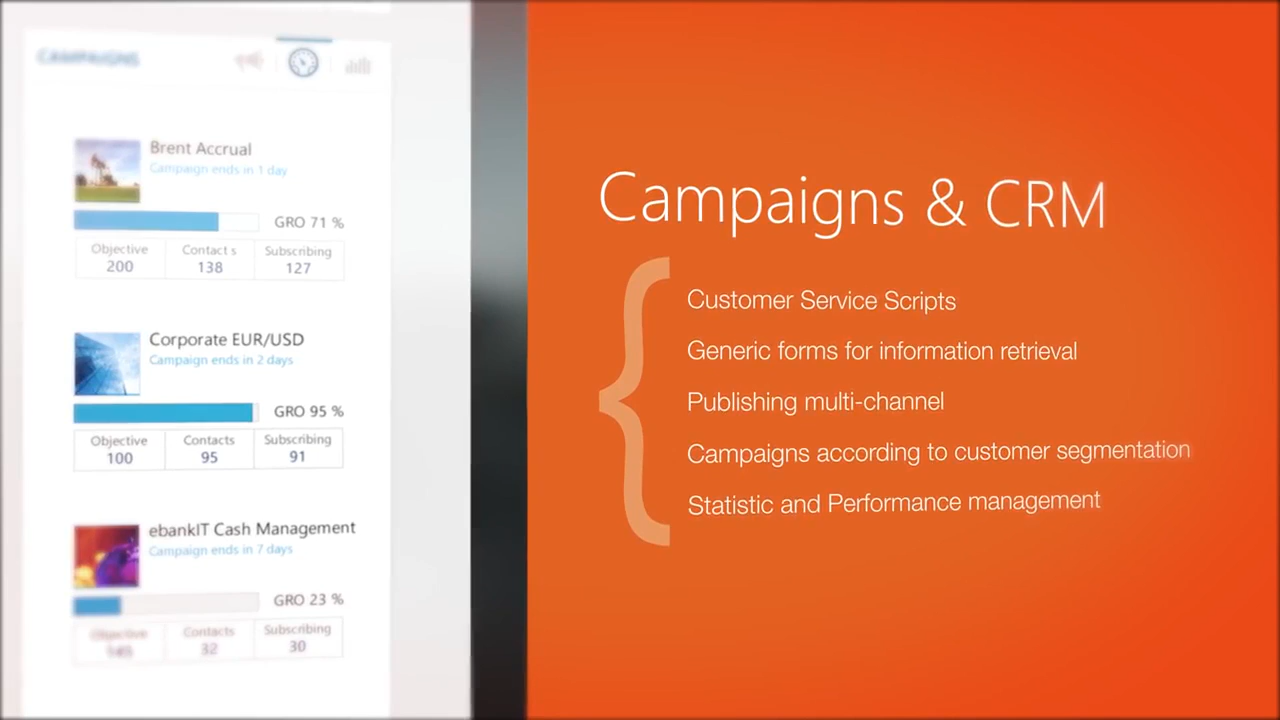 CAMPAIGNS
Brent Accrual
Campaign ends in 1 day
GRO 71 %
Objective Contact s Subscribing
200 138 127
Corporate EUR/USD
Campaign ends in 2 days
GRO 95 %
Objective Contacts Subscribing
100 95 91
ebankIT Cash Management
Campaign ends in 7 days
GRO 23 %
Objective Contacts Subscribing
32 30
Campaigns & CRM
Customer Service Scripts
Generic forms for information retrieval
Publishing multi-channel
Campaigns according to customer segmentation
Statistic and Performance management